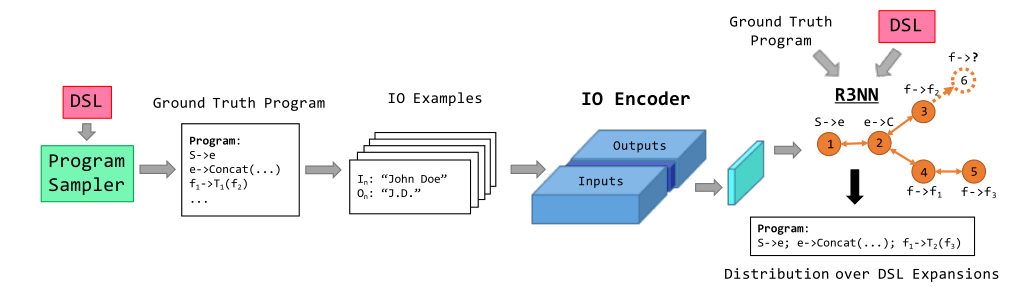 DSL
Program
Sampler
Ground Truth Program
Program:
S->e
e->Concat(...)
f₁->T₁(f₂)
...
IO Examples
Iₙ: “John Doe”
Oₙ: “J.D.”
IO Encoder
Outputs
Inputs
Ground Truth
Program
DSL
R3NN
f->?
6
f->f₂
3
S->e
e->C
1
2
4
5
f->f₁
f->f₃
Program:
S->e; e->Concat(...); f₁->T₂(f₃)
Distribution over DSL Expansions